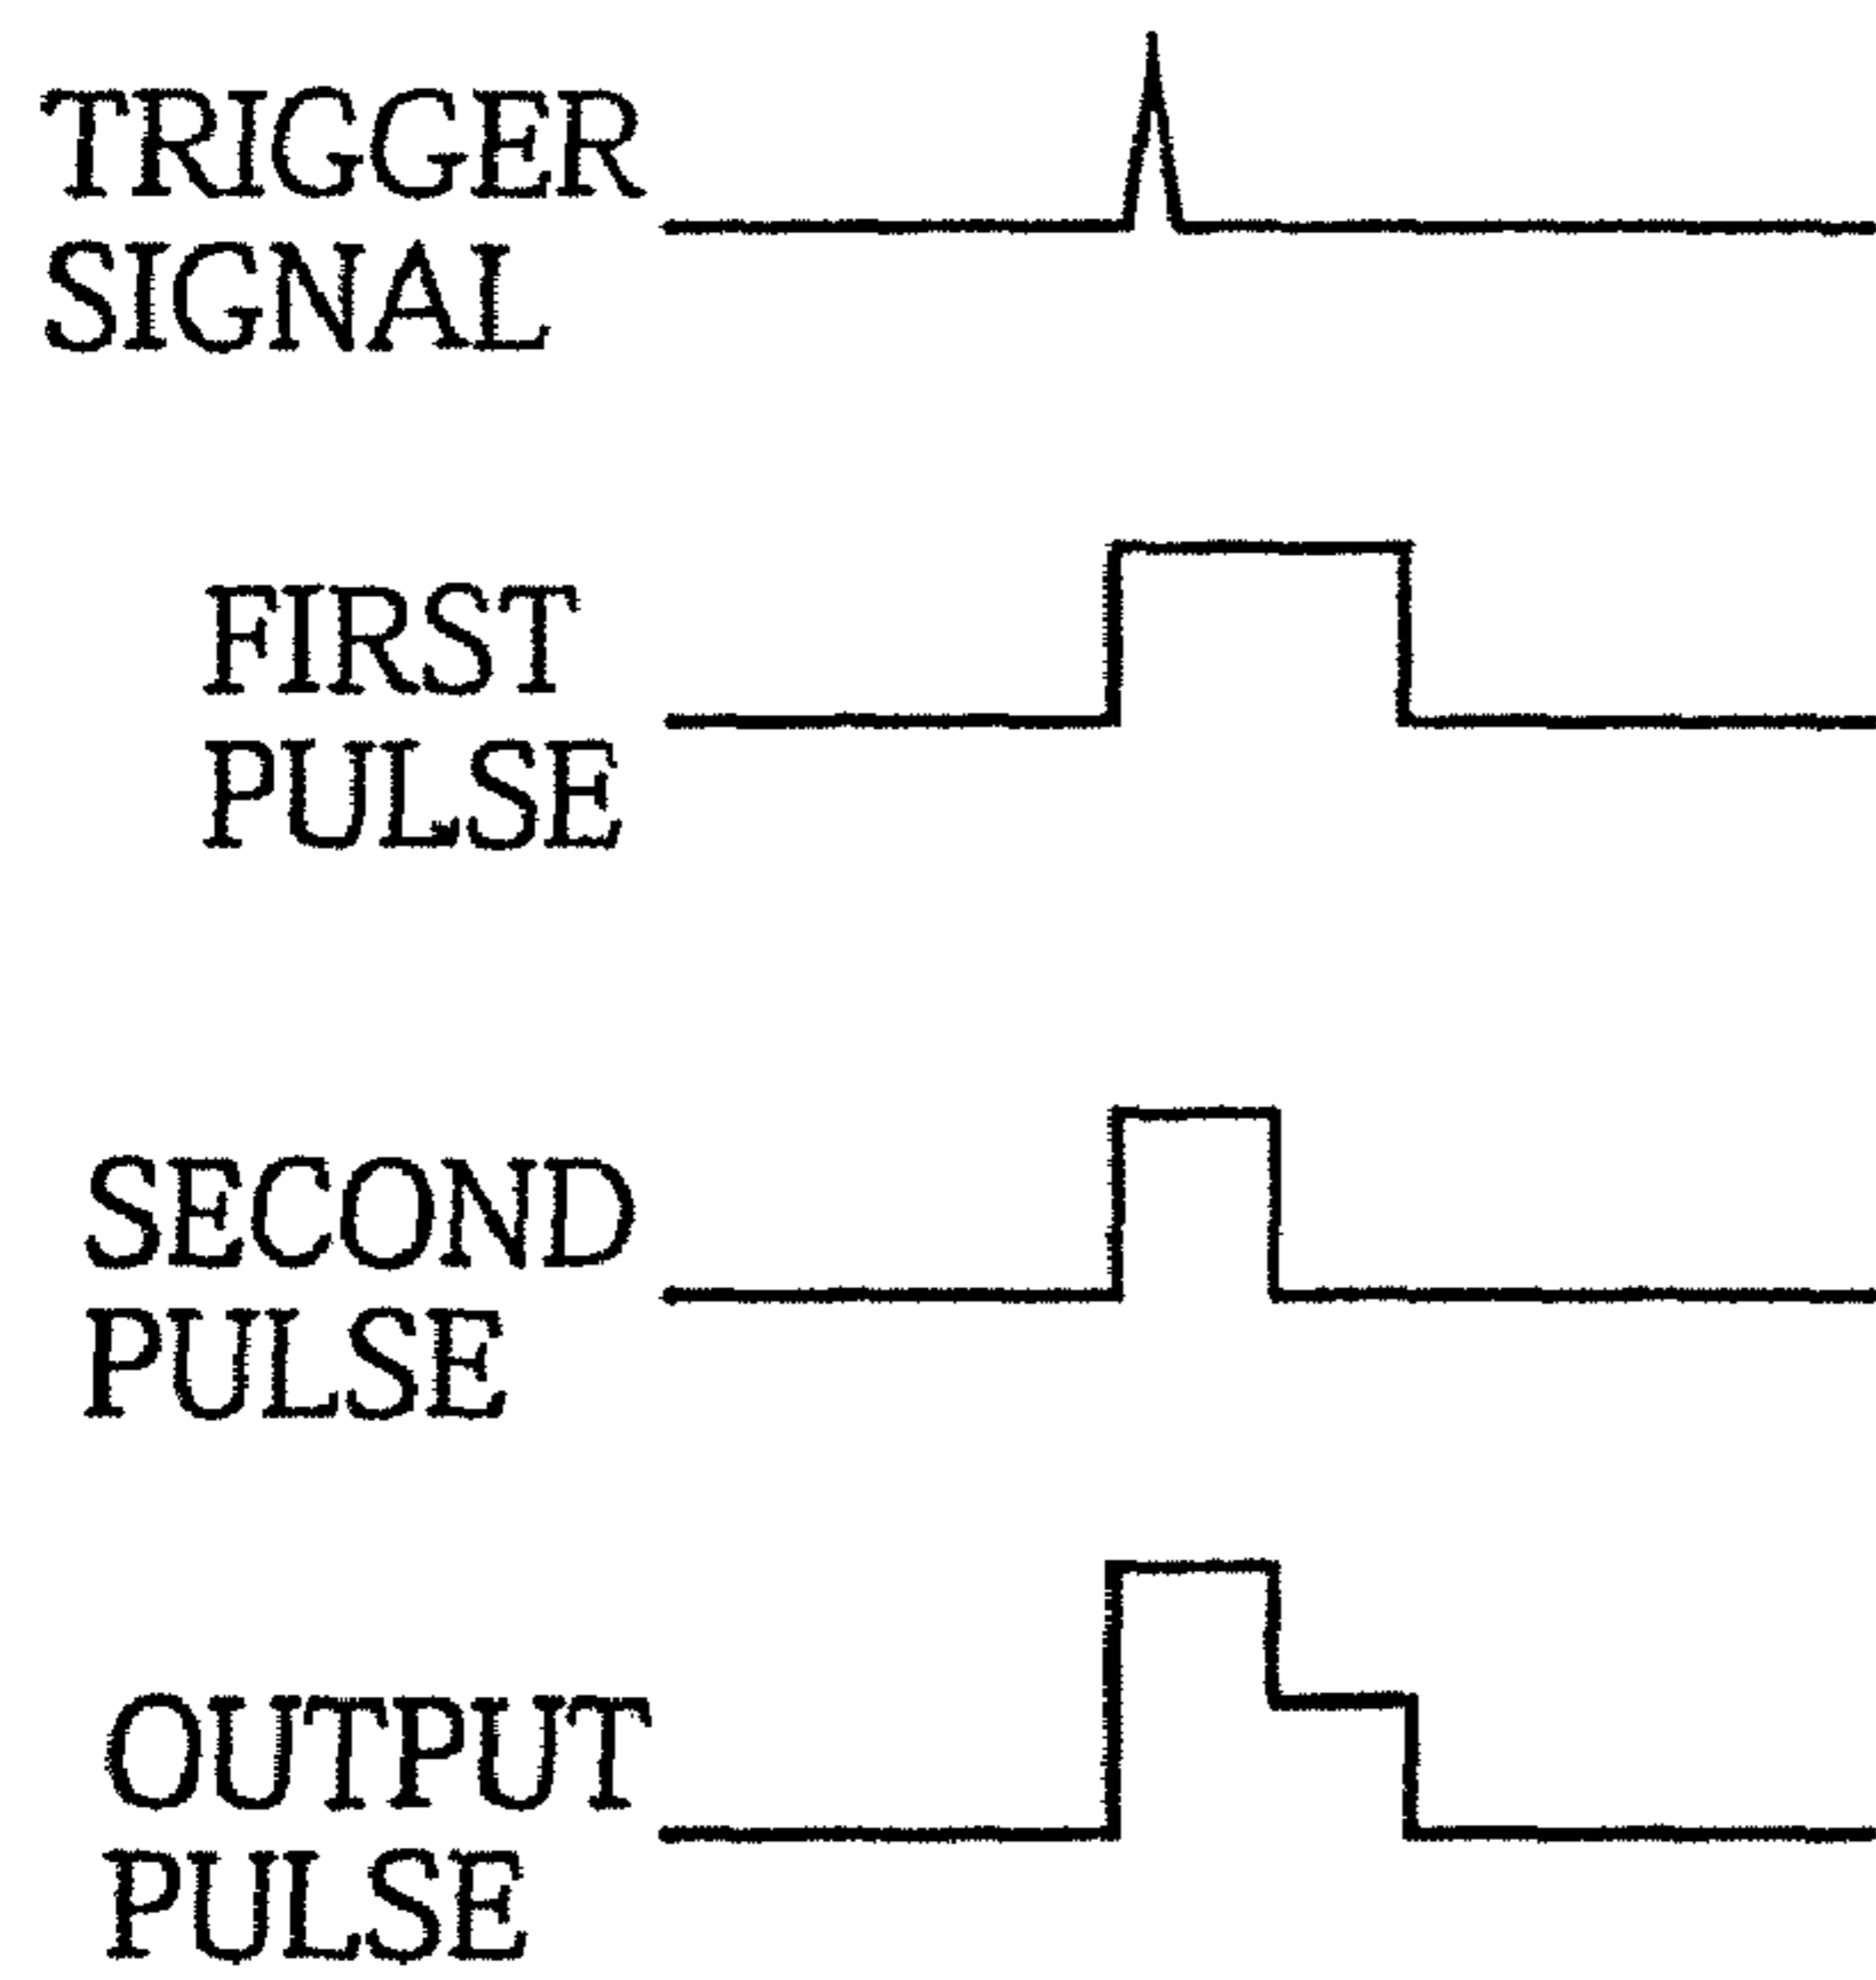 TRIGGER
SIGNAL
FIRST
PULSE
SECOND
PULSE
OUTPUT
PULSE